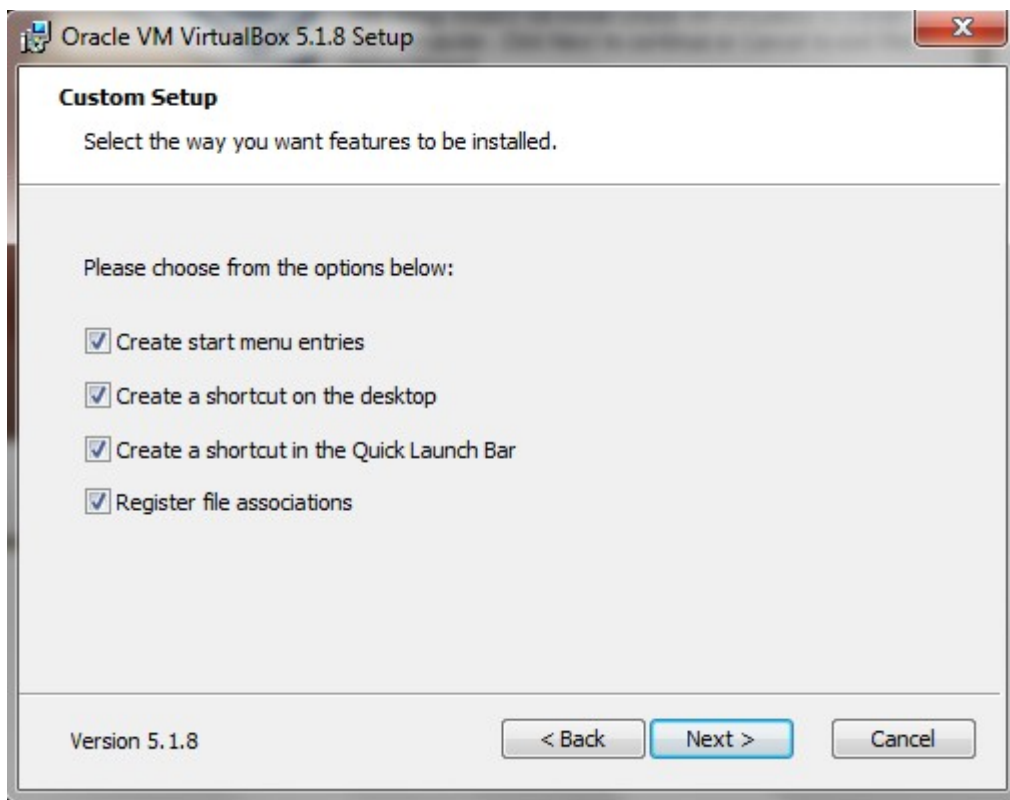 Oracle VM VirtualBox 5.1.8 Setup
Custom Setup
Select the way you want features to be installed.
Please choose from the options below:
Create start menu entries
Create a shortcut on the desktop
Create a shortcut in the Quick Launch Bar
Register file associations
Version 5.1.8
< Back
Next >
Cancel